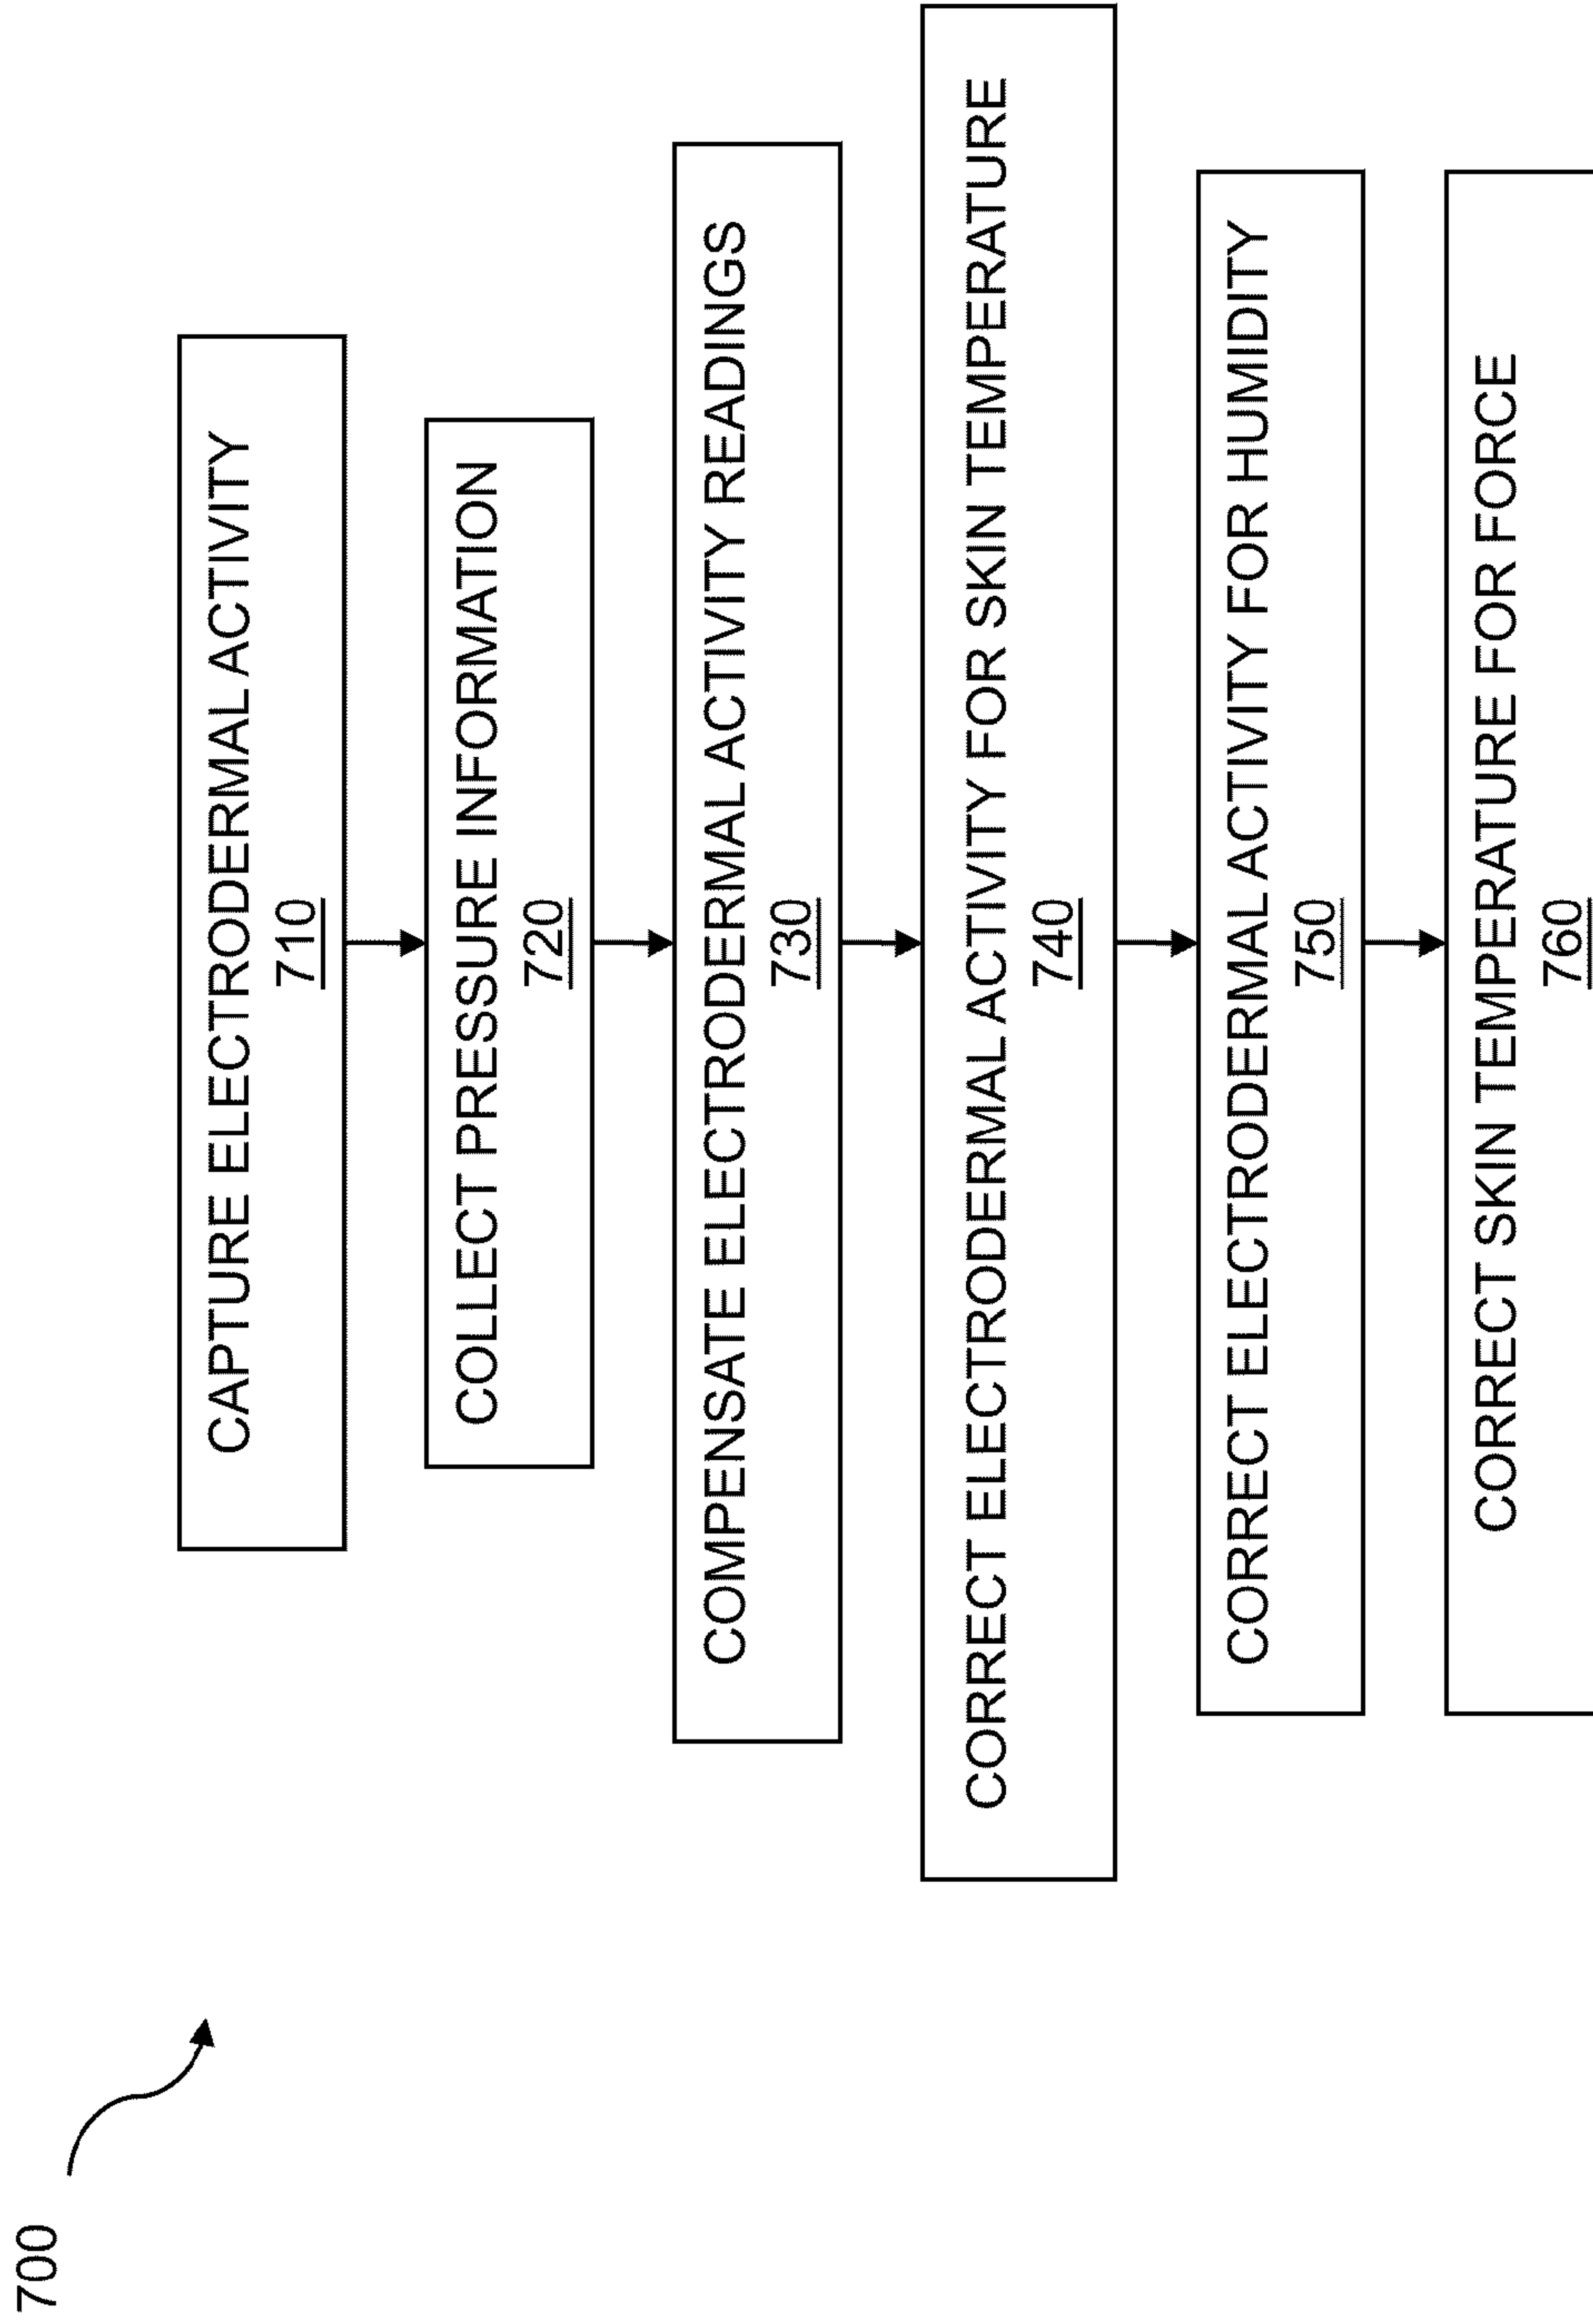 700
CAPTURE ELECTRODERMAL ACTIVITY
710
COLLECT PRESSURE INFORMATION
720
COMPENSATE ELECTRODERMAL ACTIVITY READINGS
730
CORRECT ELECTRODERMAL ACTIVITY FOR SKIN TEMPERATURE
740
CORRECT ELECTRODERMAL ACTIVITY FOR HUMIDITY
750
CORRECT SKIN TEMPERATURE FOR FORCE
760